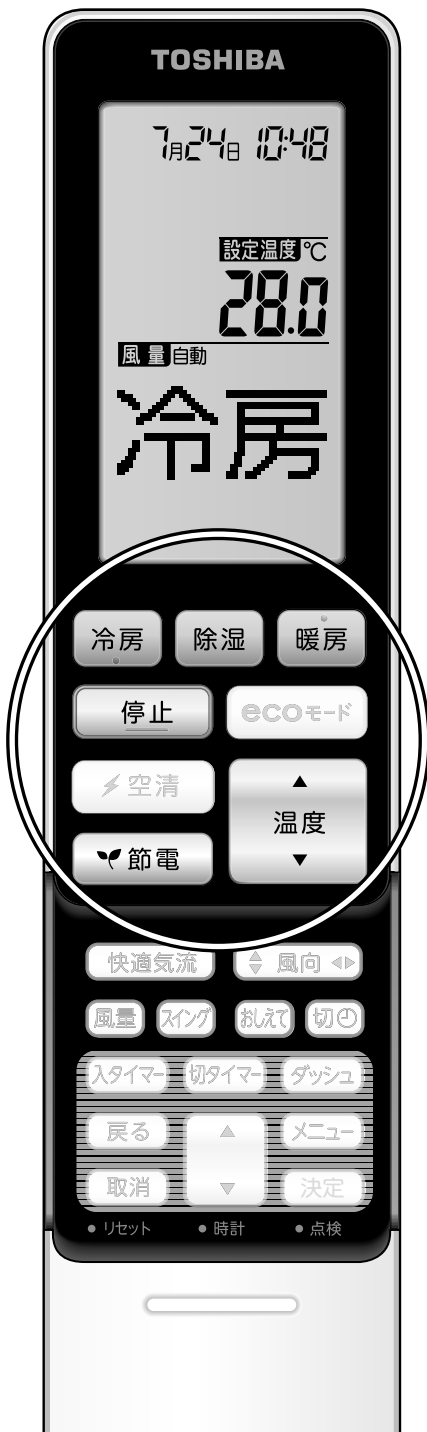 TOSHIBA
7月24日 10:48
設定温度 ℃
28.0
風量 自動
冷房
冷房 除湿 暖房
停止 ecoモード
空清
▲
温度
▼
節電
快適気流 風向
風量 スイング おしえて 切
入タイマー 切タイマー ダッシュ
戻る ▲ メニュー
取消 ▼ 決定
• リセット • 時計 • 点検